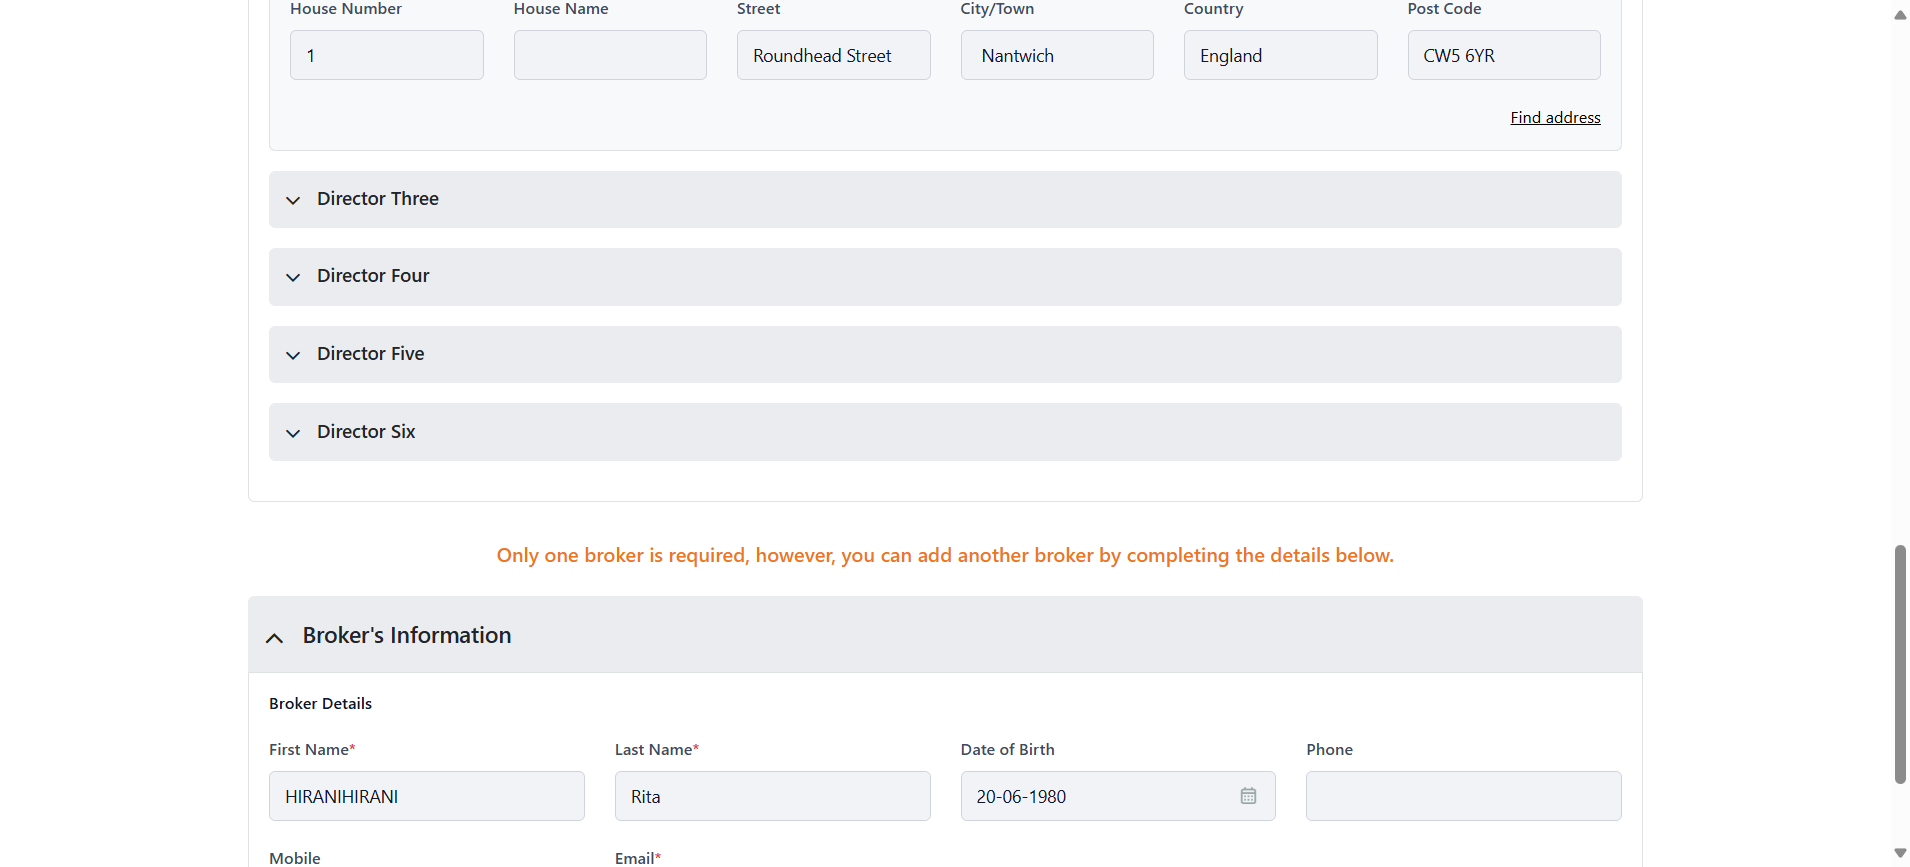 House Number House Name Street City/Town Country Post Code
1 Roundhead Street Nantwich England CW5 6YR
Find address
Director Three
Director Four
Director Five
Director Six
Only one broker is required, however, you can add another broker by completing the details below.
Broker's Information
Broker Details
First Name* Last Name* Date of Birth Phone
HIRANIHIRANI Rita 20-06-1980
Mobile Email*